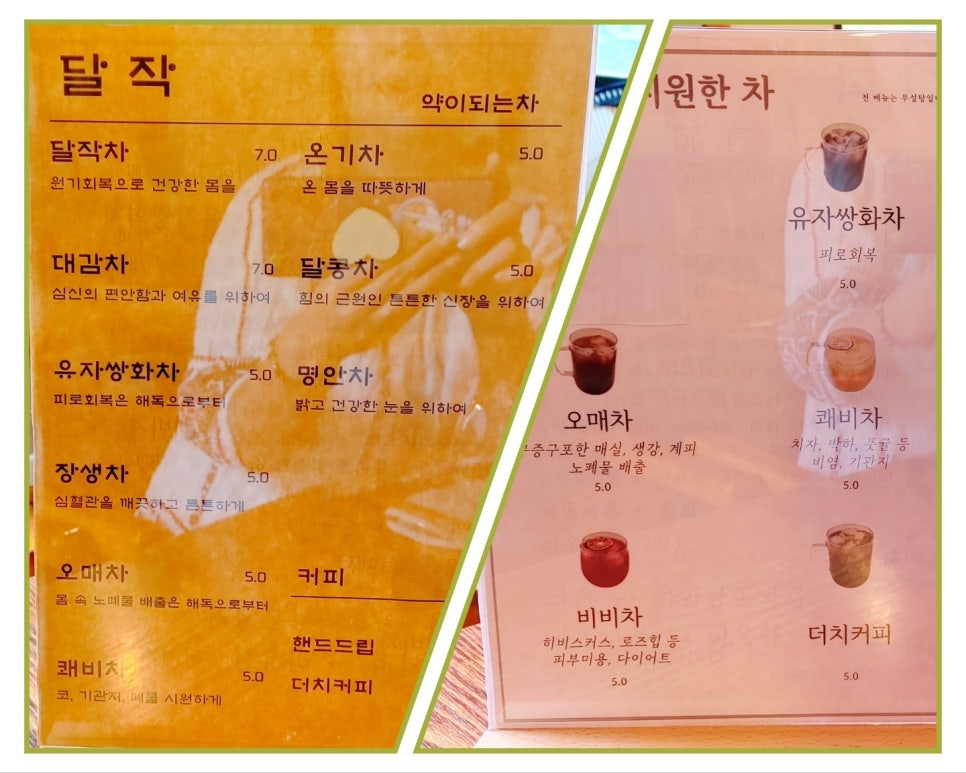 달 작
약이되는차
달작차 7.0
원기회복으로 건강한 몸을
온기차 5.0
온 몸을 따뜻하게
대감차 7.0
심신의 편안함과 여유를 위하여
달콩차 5.0
힘의 근원인 튼튼한 신장을 위하여
유자쌍화차 5.0
피로회복은 해독으로부터
명안차
밝고 건강한 눈을 위하여
장생차 5.0
심혈관을 깨끗하고 튼튼하게
오매차 5.0
몸 속 노폐물 배출은 해독으로부터
쾌비차 5.0
코, 기관지, 폐를 시원하게
커피
핸드드립
더치커피
시원한 차
전 메뉴는 무설탕입니
유자쌍화차
피로회복
5.0
오매차
매실, 생강, 계피
노폐물 배출
5.0
쾌비차
치자, 박하, 풋귤 등
비염, 기관지
5.0
비비차
히비스커스, 로즈힙 등
피부미용, 다이어트
5.0
더치커피
5.0